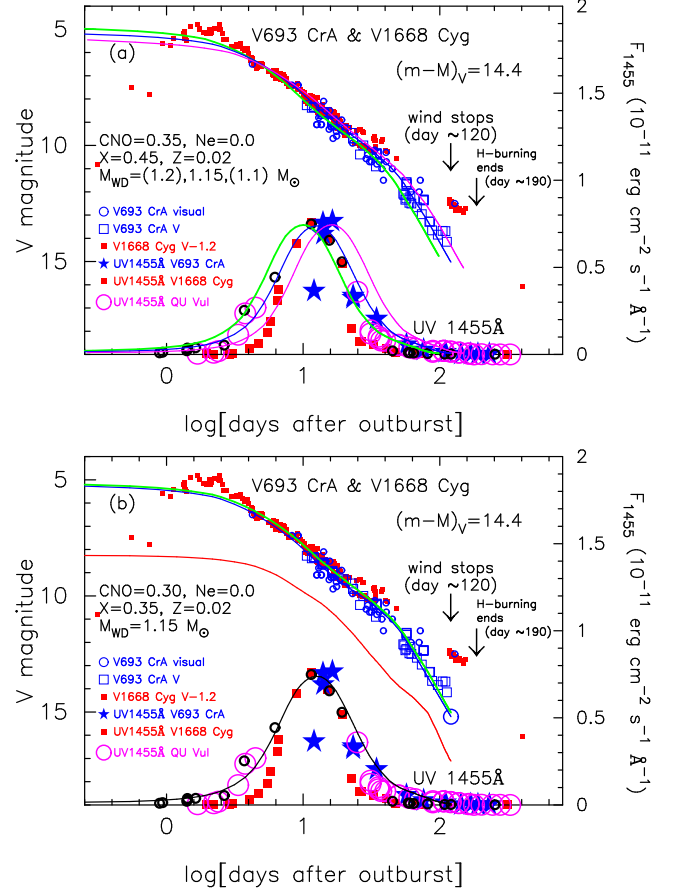 (a)
V693 CrA & V1668 Cyg
(m−M)V=14.4
wind stops
(day ~120)
H−burning
ends
(day ~190)
CNO=0.35, Ne=0.0
X=0.45, Z=0.02
MWD=(1.2),1.15,(1.1) M⊙
V693 CrA visual
V693 CrA V
V1668 Cyg V−1.2
UV1455Å V693 CrA
UV1455Å V1668 Cyg
UV1455Å QU Vul
UV 1455Å
V magnitude
5
10
15
F1455 (10−11 erg cm−2 s−1 Å−1)
2
1.5
1
0.5
0
0
1
2
log[days after outburst]
(b)
V693 CrA & V1668 Cyg
(m−M)V=14.4
wind stops
(day ~120)
H−burning
ends
(day ~190)
CNO=0.30, Ne=0.0
X=0.35, Z=0.02
MWD=1.15 M⊙
V693 CrA visual
V693 CrA V
V1668 Cyg V−1.2
UV1455Å V693 CrA
UV1455Å V1668 Cyg
UV1455Å QU Vul
UV 1455Å
V magnitude
5
10
15
F1455 (10−11 erg cm−2 s−1 Å−1)
2
1.5
1
0.5
0
0
1
2
log[days after outburst]